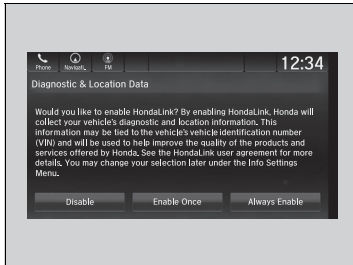 12:34
Phone Navigati.. FM
Diagnostic & Location Data
Would you like to enable HondaLink? By enabling HondaLink, Honda will
collect your vehicle's diagnostic and location information. This
information may be tied to the vehicle's vehicle identification number
(VIN) and will be used to help improve the quality of the products and
services offered by Honda. See the HondaLink user agreement for more
details. You may change your selection later under the Info Settings
Menu.
Disable Enable Once Always Enable